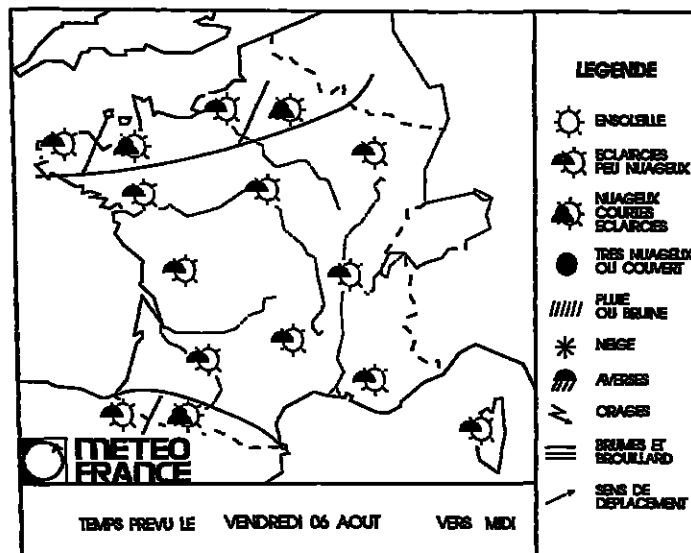 LEGENDE
ENSOLEILLE
ECLAIRCIES
PEU NUAGEUX
NUAGEUX
COURTES
ECLAIRCIES
TRES NUAGEUX
OU COUVERT
PLUIE
OU BRUINE
NEIGE
AVERSES
ORAGES
BRUMES ET
BROUILLARD
SENS DE
DEPLACEMENT
METEO
FRANCE
TEMPS PREVU LE VENDREDI 06 AOUT VERS MIDI